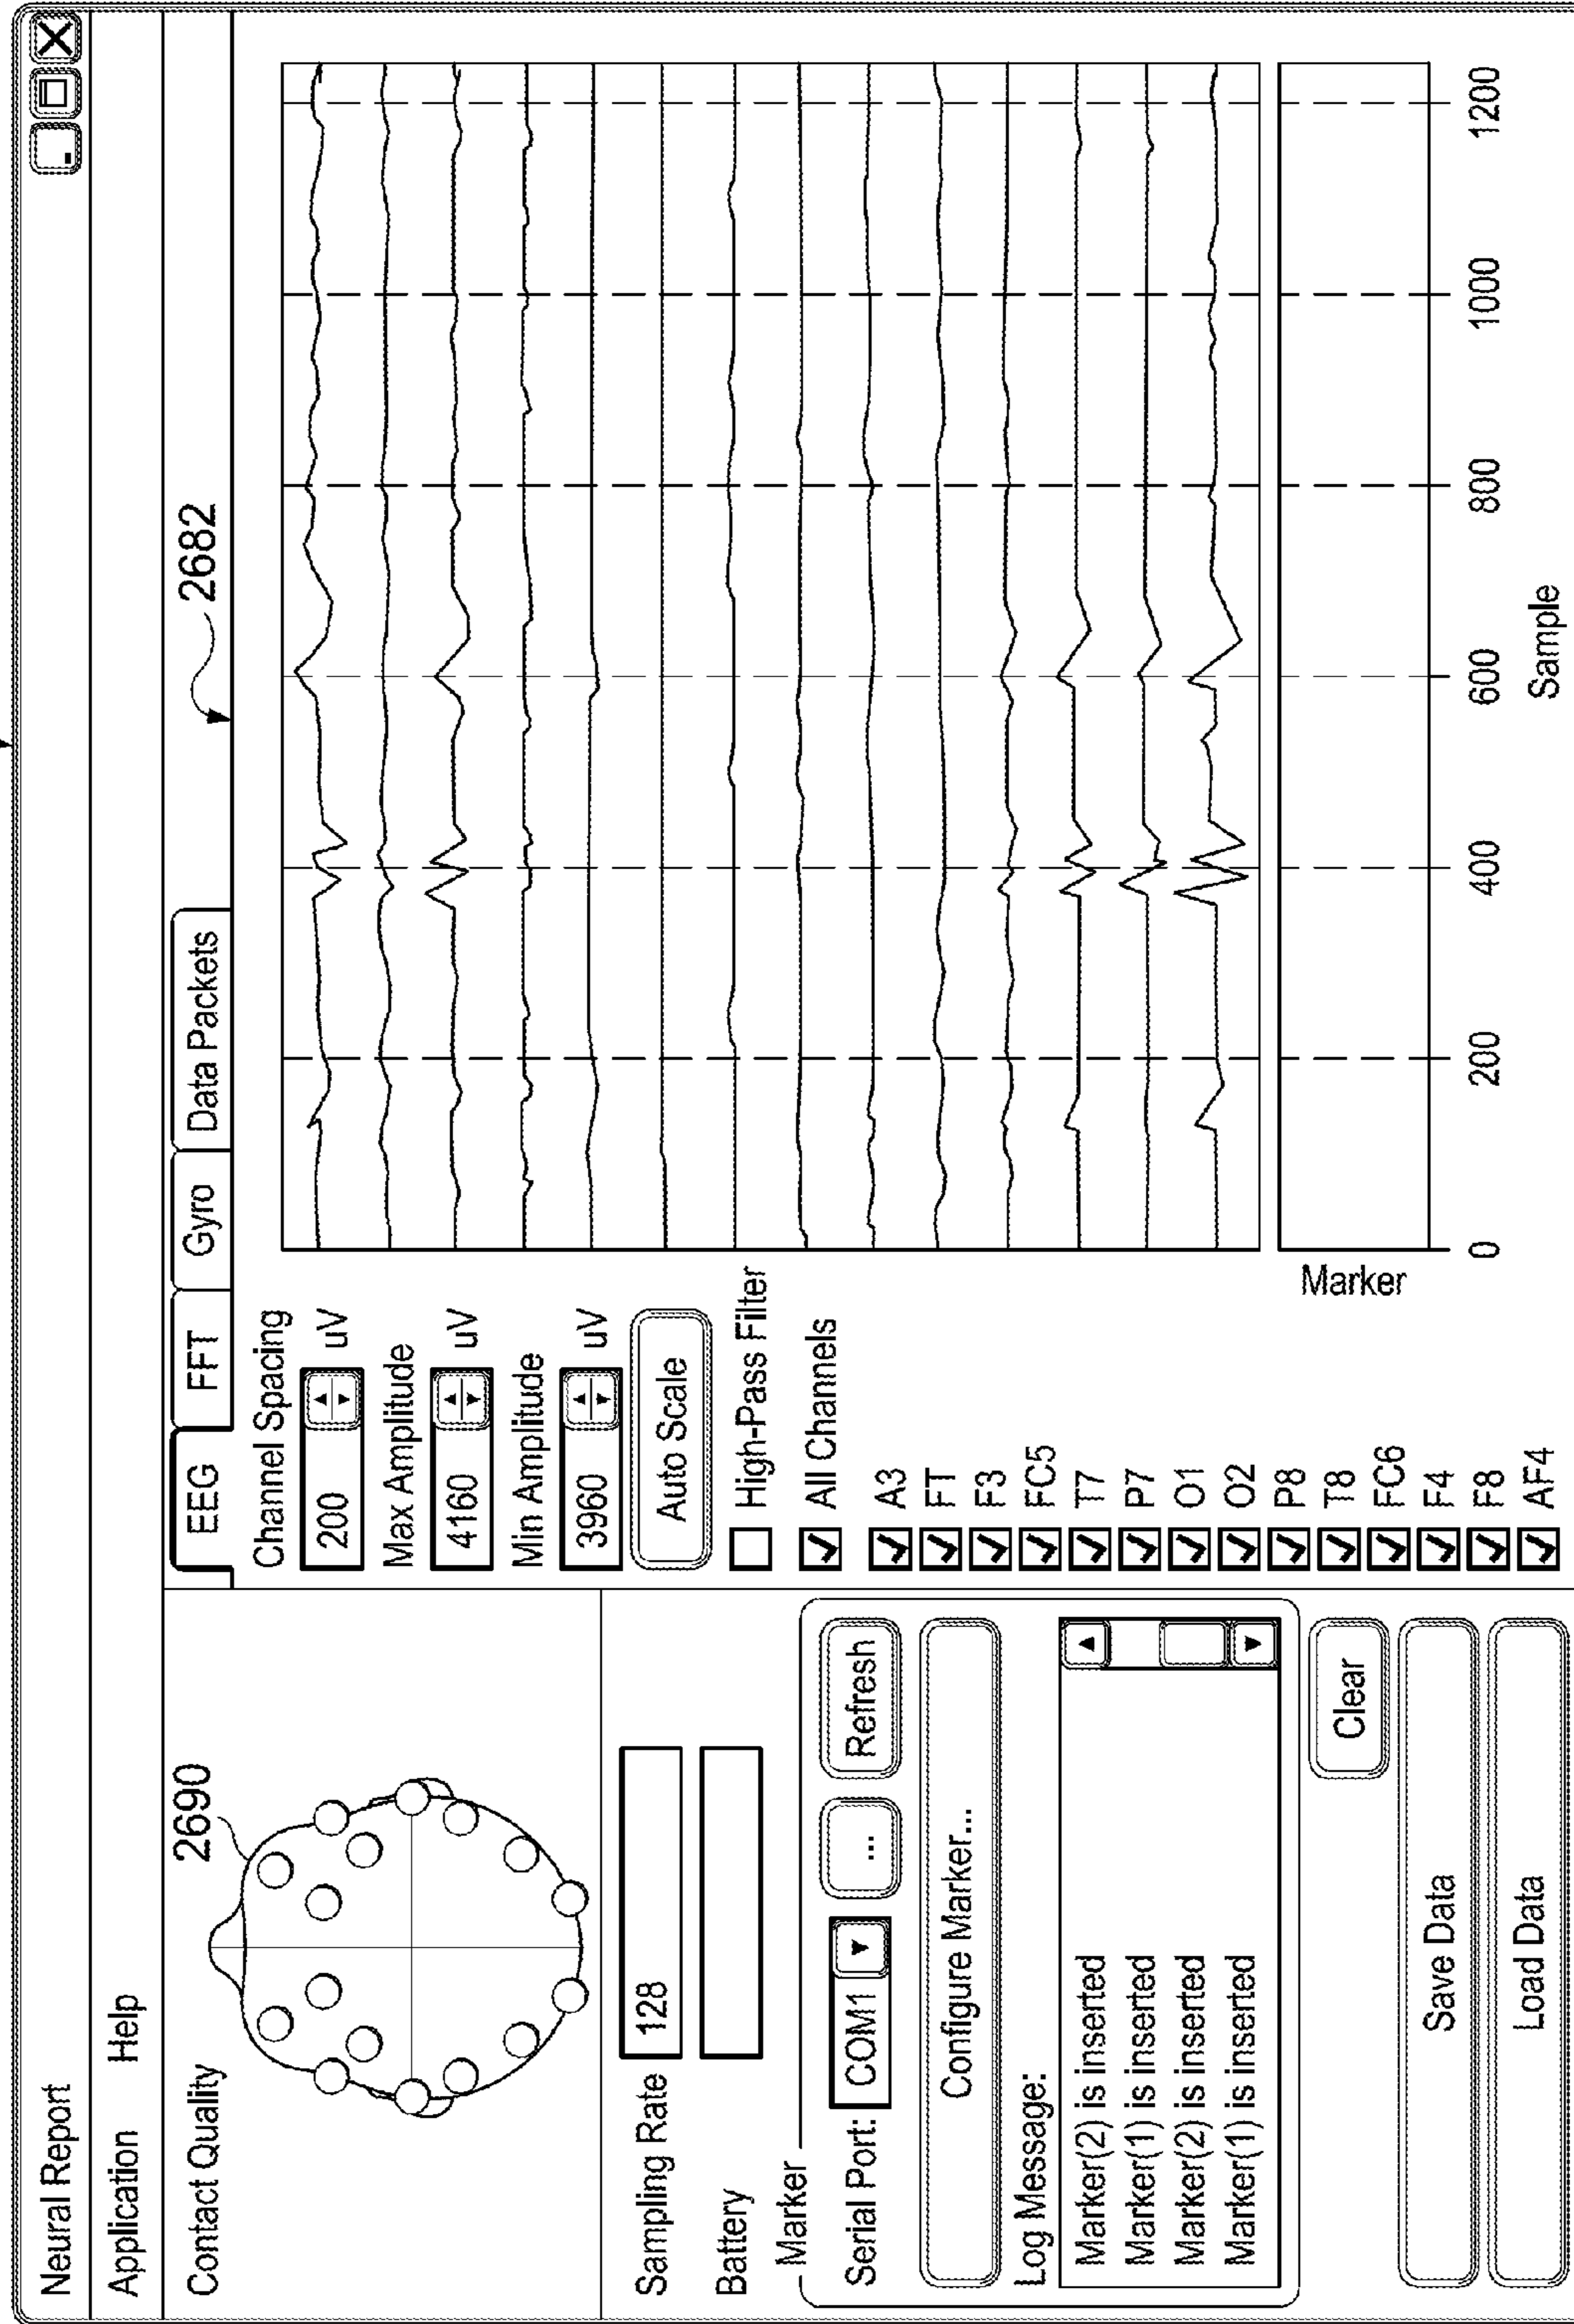 Neural Report
Application Help
Contact Quality
2690
Sampling Rate 128
Battery
Marker
Serial Port: COM1 ... Refresh
Configure Marker...
Log Message:
Marker(2) is inserted
Marker(1) is inserted
Marker(2) is inserted
Marker(1) is inserted
Clear
Save Data
Load Data
EEG FFT Gyro Data Packets
2682
Channel Spacing
200 uV
Max Amplitude
4160 uV
Min Amplitude
3960 uV
Auto Scale
High-Pass Filter
All Channels
A3
FT
F3
FC5
T7
P7
O1
O2
P8
T8
FC6
F4
F8
AF4
Marker
0 200 400 600 800 1000 1200
Sample